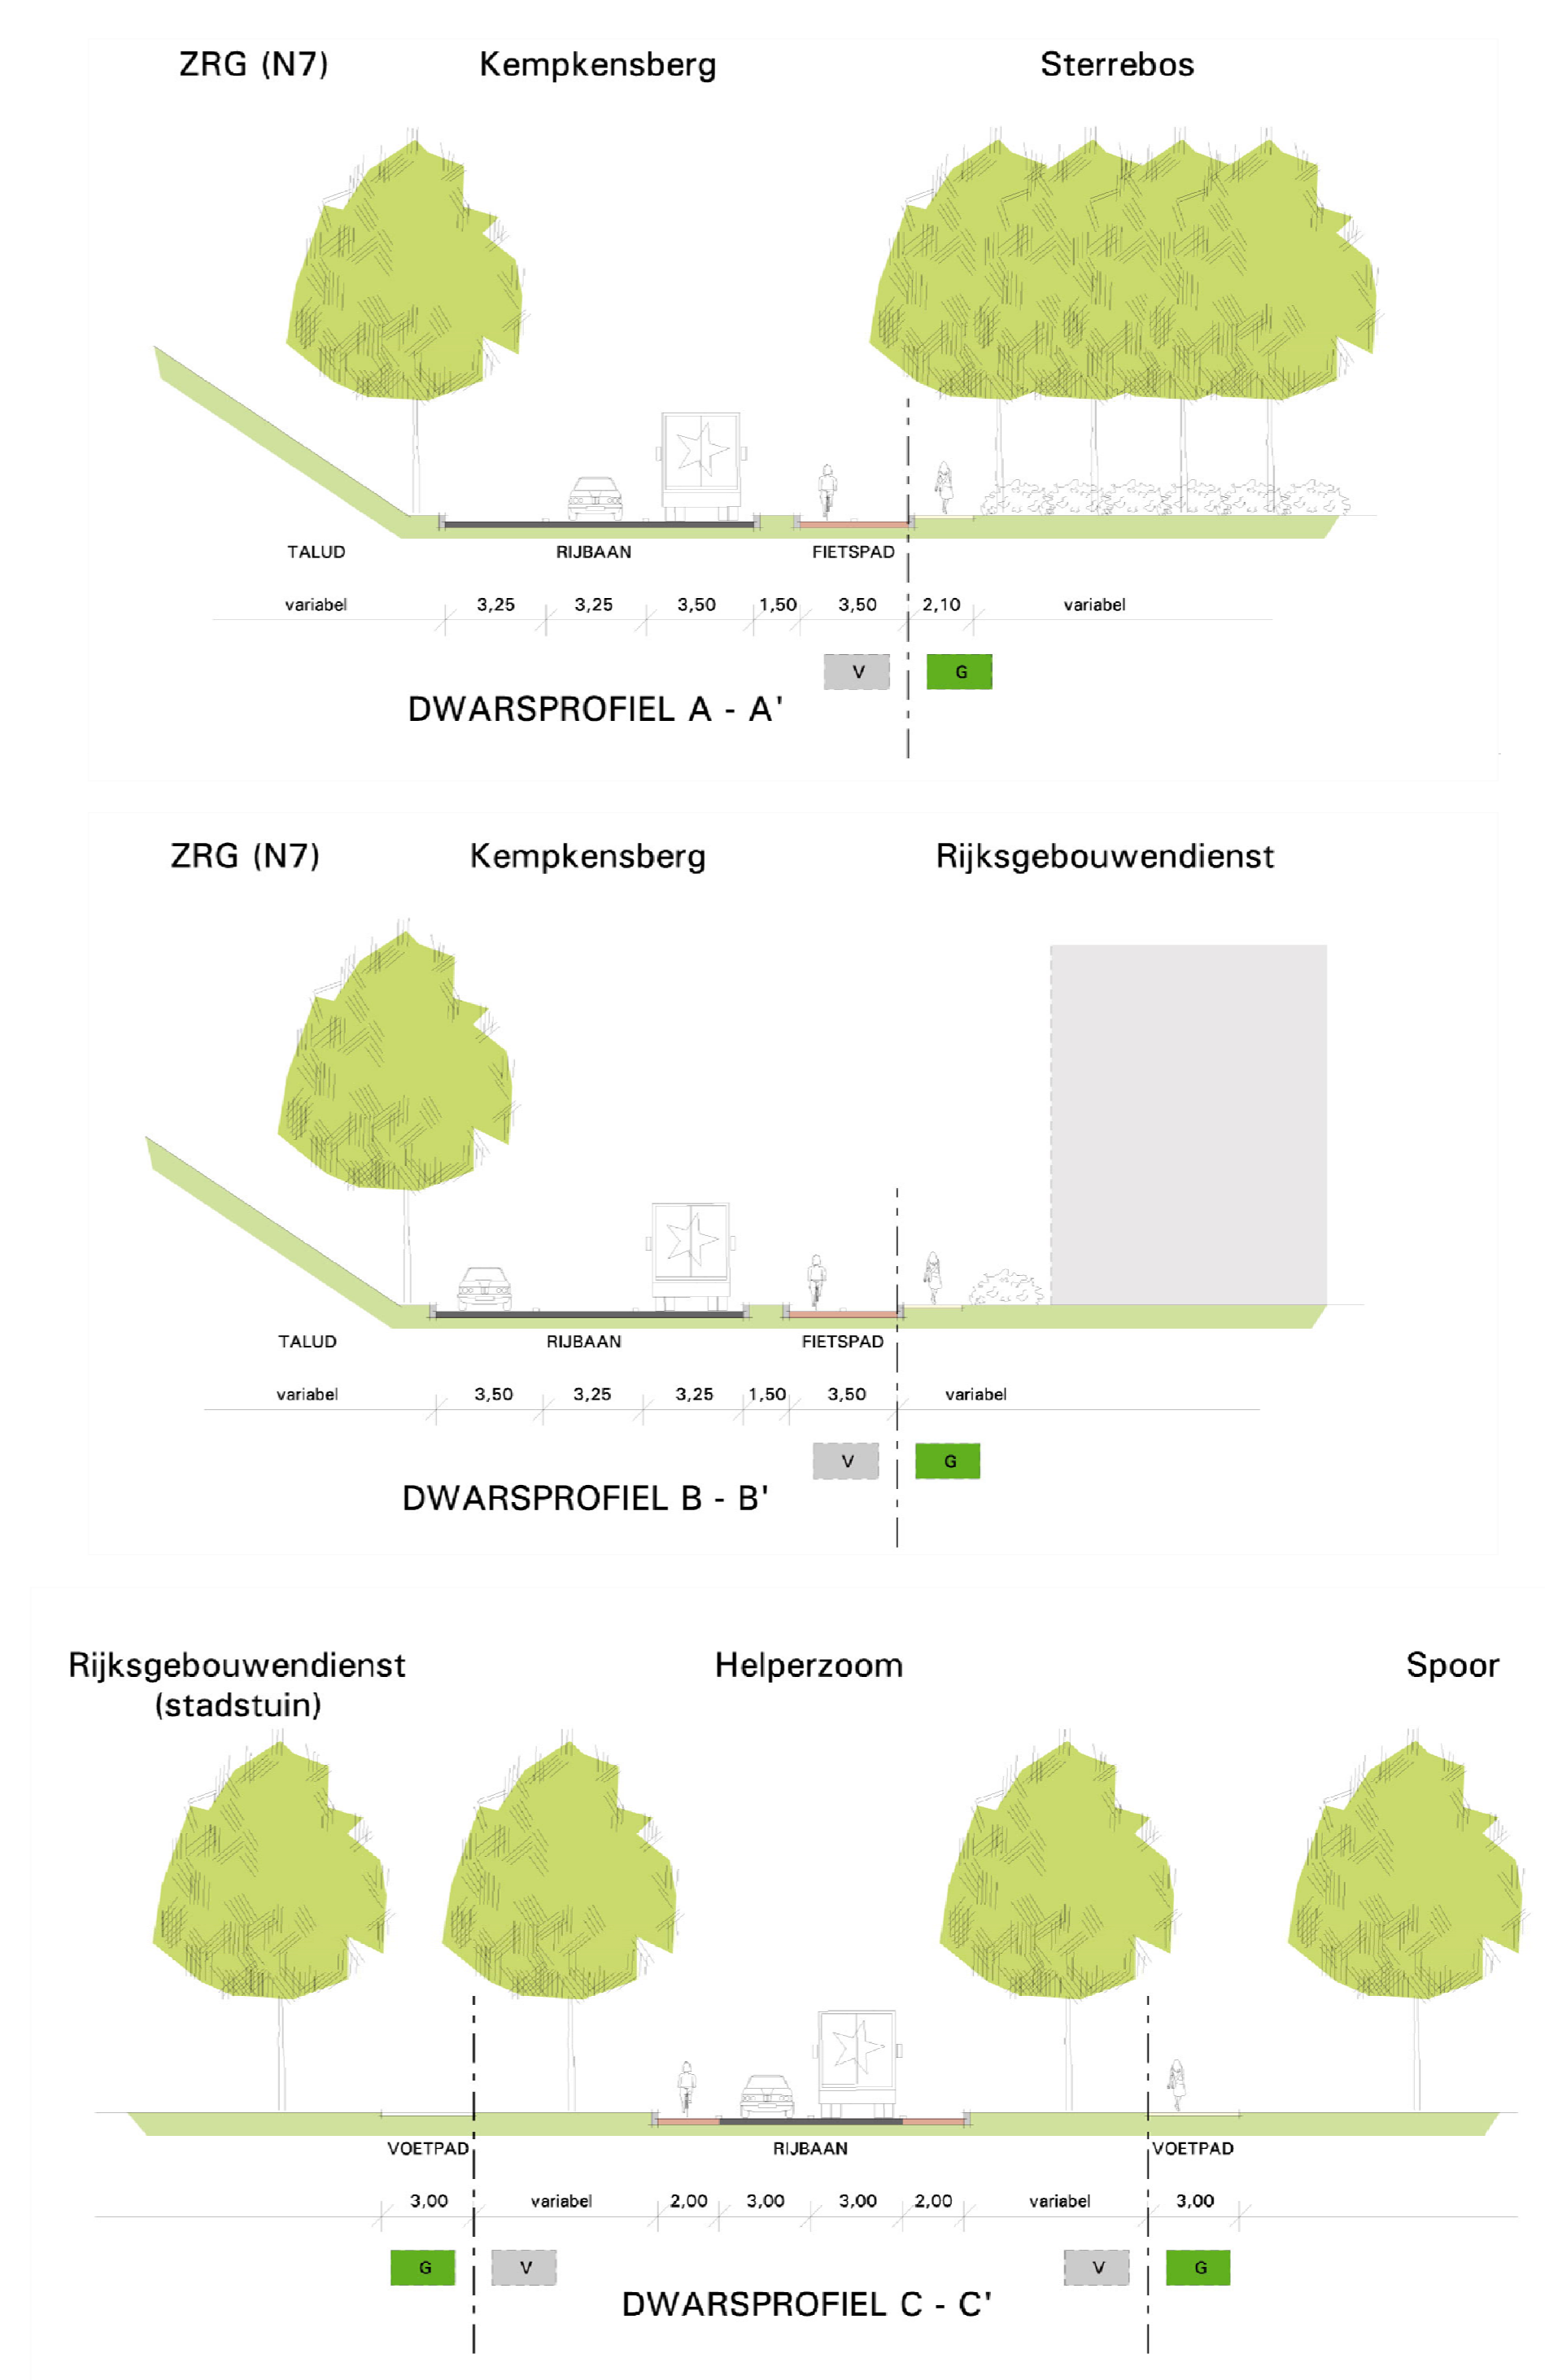 ZRG (N7) Kempkensberg Sterrebos
TALUD RIJBAAN FIETSPAD
variabel 3,25 3,25 3,50 1,50 3,50 2,10 variabel
V G
DWARSPROFIEL A - A'
ZRG (N7) Kempkensberg Rijksgebouwendienst
TALUD RIJBAAN FIETSPAD
variabel 3,50 3,25 3,25 1,50 3,50 variabel
V G
DWARSPROFIEL B - B'
Rijksgebouwendienst Helperzoom Spoor
(stadstuin)
VOETPAD RIJBAAN VOETPAD
3,00 variabel 2,00 3,00 3,00 2,00 variabel 3,00
G V V G
DWARSPROFIEL C - C'